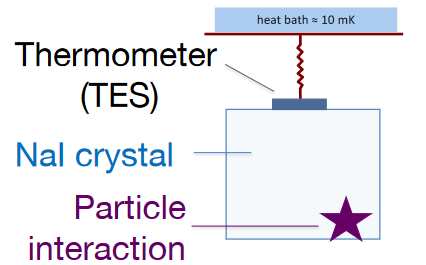 heat bath ≈ 10 mK
Thermometer
(TES)
NaI crystal
Particle
interaction